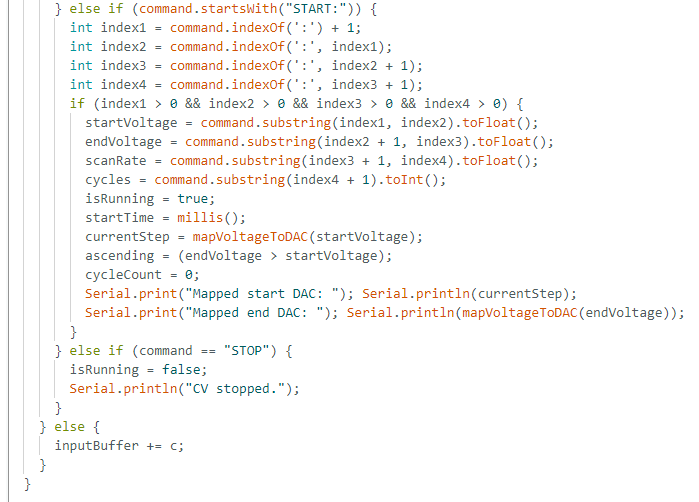 } else if (command.startsWith("START:")) {
int index1 = command.indexOf(':') + 1;
int index2 = command.indexOf(':', index1);
int index3 = command.indexOf(':', index2 + 1);
int index4 = command.indexOf(':', index3 + 1);
if (index1 > 0 && index2 > 0 && index3 > 0 && index4 > 0) {
startVoltage = command.substring(index1, index2).toFloat();
endVoltage = command.substring(index2 + 1, index3).toFloat();
scanRate = command.substring(index3 + 1, index4).toFloat();
cycles = command.substring(index4 + 1).toInt();
isRunning = true;
startTime = millis();
currentStep = mapVoltageToDAC(startVoltage);
ascending = (endVoltage > startVoltage);
cycleCount = 0;
Serial.print("Mapped start DAC: "); Serial.println(currentStep);
Serial.print("Mapped end DAC: "); Serial.println(mapVoltageToDAC(endVoltage));
}
} else if (command == "STOP") {
isRunning = false;
Serial.println("CV stopped.");
}
} else {
inputBuffer += c;
}
}